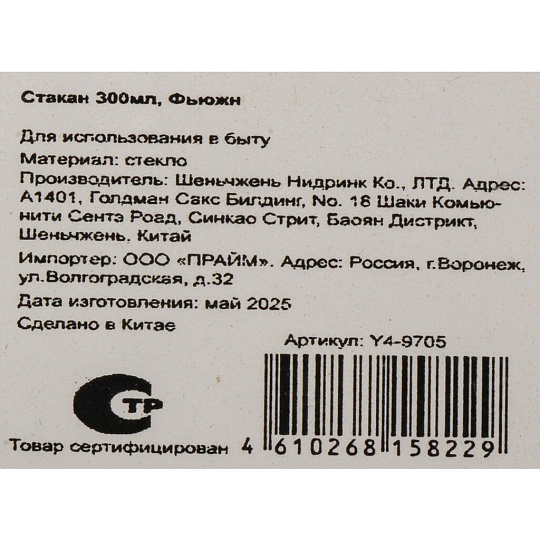 Стакан 300мл, Фьюжн
Для использования в быту
Материал: стекло
Производитель: Шеньчжень Нидринк Ко., ЛТД. Адрес:
А1401, Голдман Сакс Билдинг, No. 18 Шаки Комью-
нити Сентэ Роад, Синкао Стрит, Баоян Дистрикт,
Шеньчжень, Китай
Импортер: ООО «ПРАЙМ». Адрес: Россия, г.Воронеж,
ул.Волгоградская, д.32
Дата изготовления: май 2025
Сделано в Китае
Артикул: Y4-9705
СТР
Товар сертифицирован
4 610268 158229